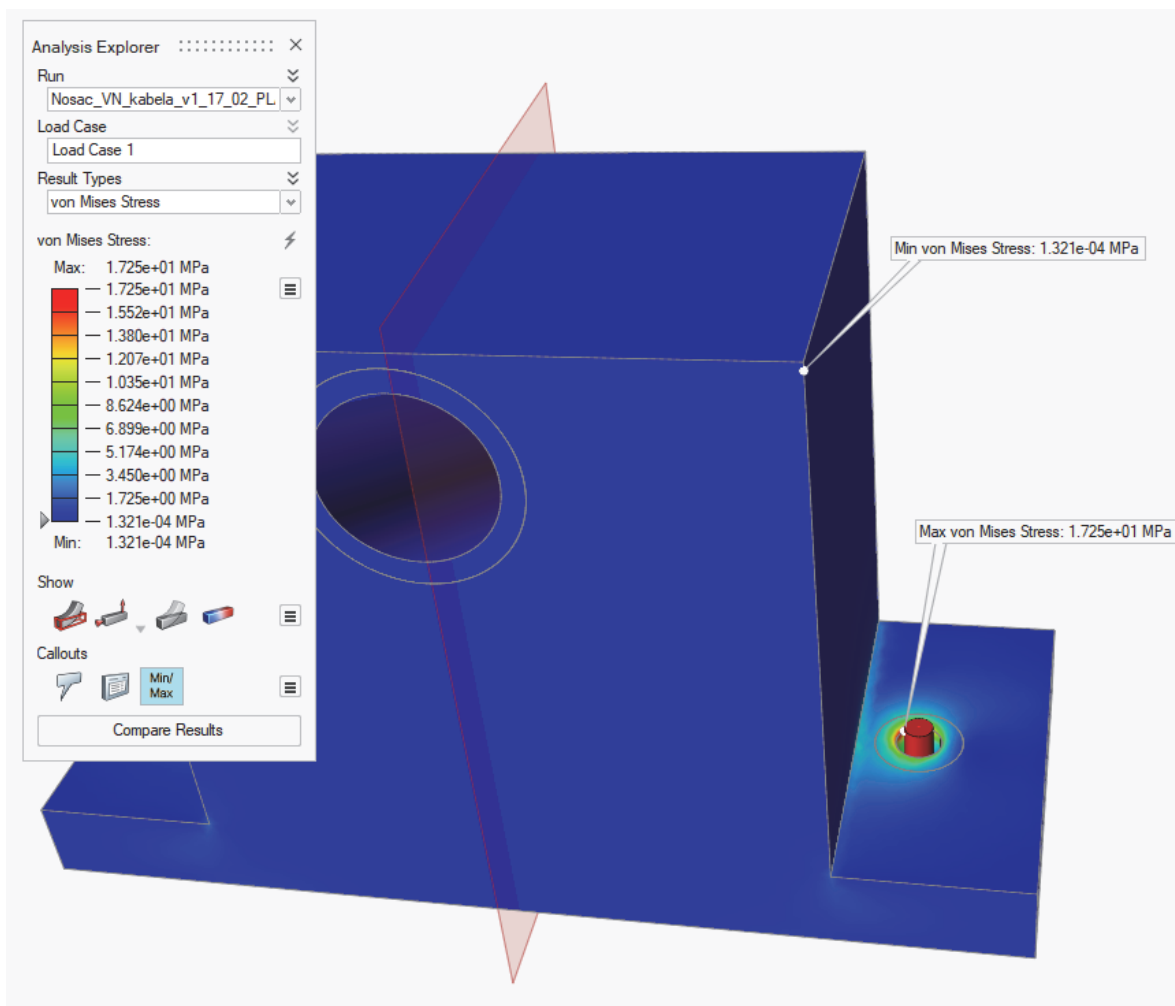 Analysis Explorer
Run
Nosac_VN_kabela_v1_17_02_PL.
Load Case
Load Case 1
Result Types
von Mises Stress
von Mises Stress:
Max: 1.725e+01 MPa
1.725e+01 MPa
1.552e+01 MPa
1.380e+01 MPa
1.207e+01 MPa
1.035e+01 MPa
8.624e+00 MPa
6.899e+00 MPa
5.174e+00 MPa
3.450e+00 MPa
1.725e+00 MPa
1.321e-04 MPa
Min: 1.321e-04 MPa
Show
Callouts
Min/
Max
Compare Results
Min von Mises Stress: 1.321e-04 MPa
Max von Mises Stress: 1.725e+01 MPa